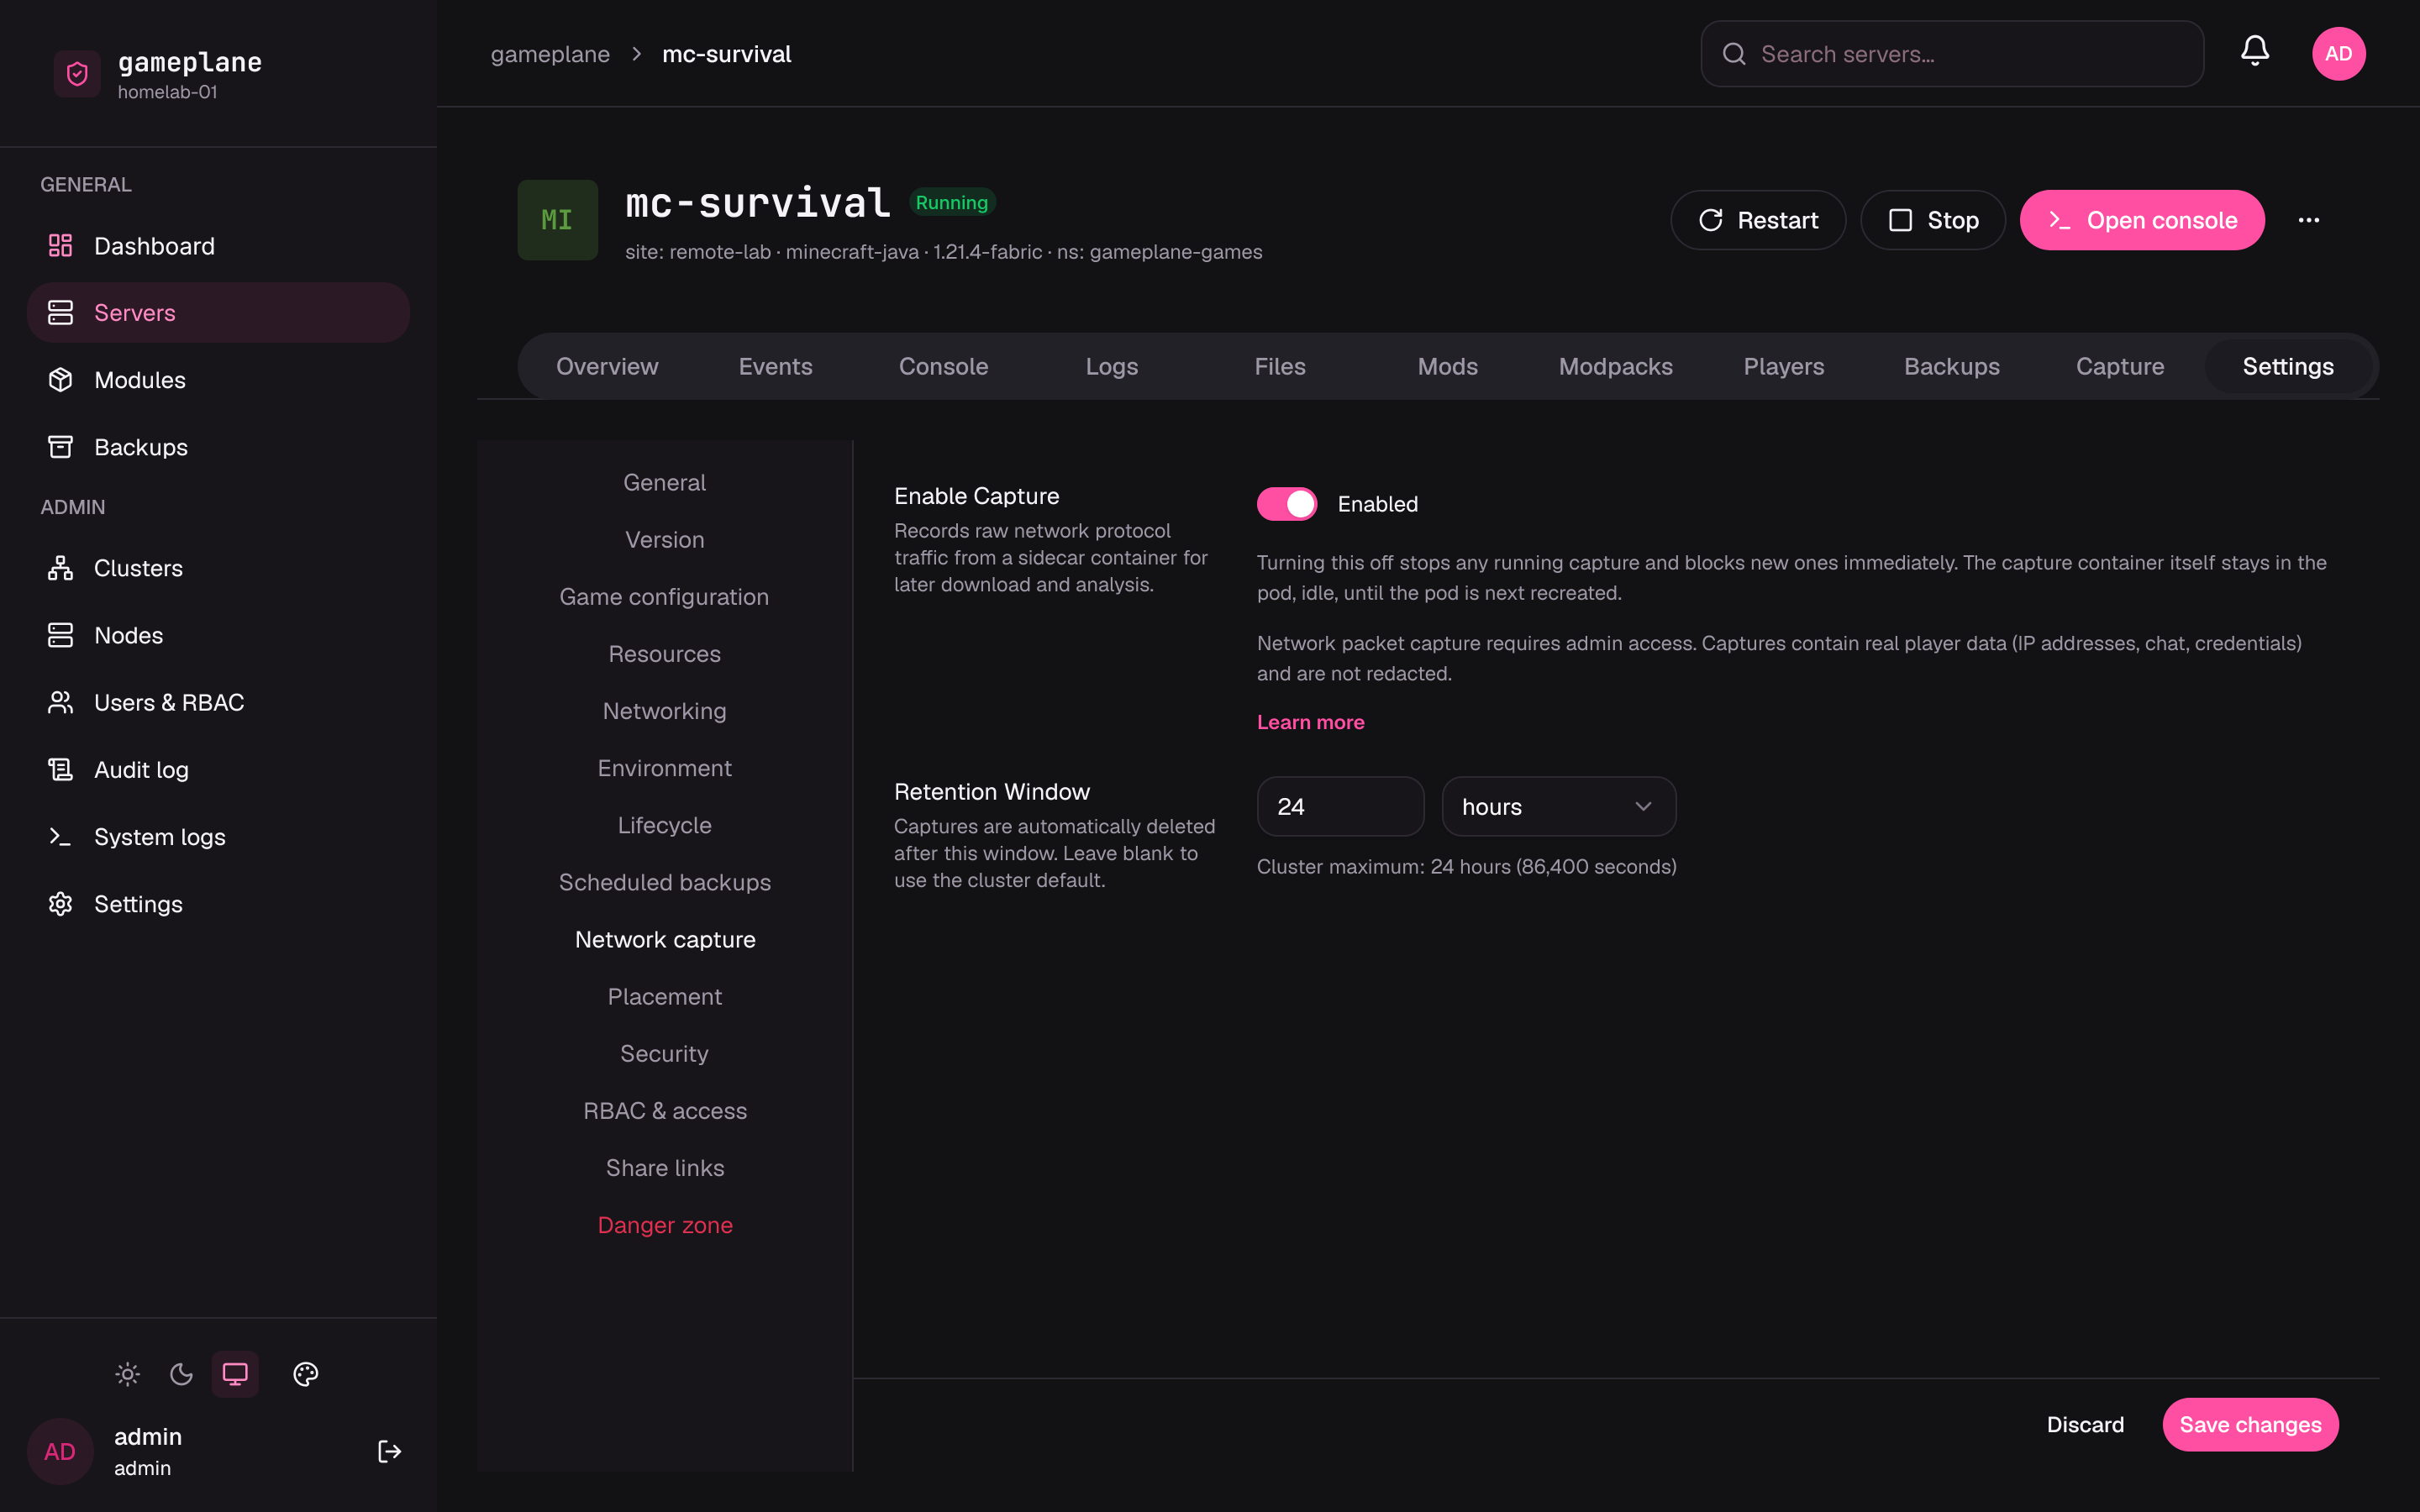 gameplane
homelab-01
GENERAL
Dashboard
Servers
Modules
Backups
ADMIN
Clusters
Nodes
Users & RBAC
Audit log
System logs
Settings
AD
admin
admin
gameplane > mc-survival
Search servers...
AD
MI
mc-survival
Running
site: remote-lab · minecraft-java · 1.21.4-fabric · ns: gameplane-games
Restart
Stop
Open console
Overview
Events
Console
Logs
Files
Mods
Modpacks
Players
Backups
Capture
Settings
General
Version
Game configuration
Resources
Networking
Environment
Lifecycle
Scheduled backups
Network capture
Placement
Security
RBAC & access
Share links
Danger zone
Enable Capture
Records raw network protocol
traffic from a sidecar container for
later download and analysis.
Enabled
Turning this off stops any running capture and blocks new ones immediately. The capture container itself stays in the
pod, idle, until the pod is next recreated.
Network packet capture requires admin access. Captures contain real player data (IP addresses, chat, credentials)
and are not redacted.
Learn more
Retention Window
Captures are automatically deleted
after this window. Leave blank to
use the cluster default.
24
hours
Cluster maximum: 24 hours (86,400 seconds)
Discard
Save changes